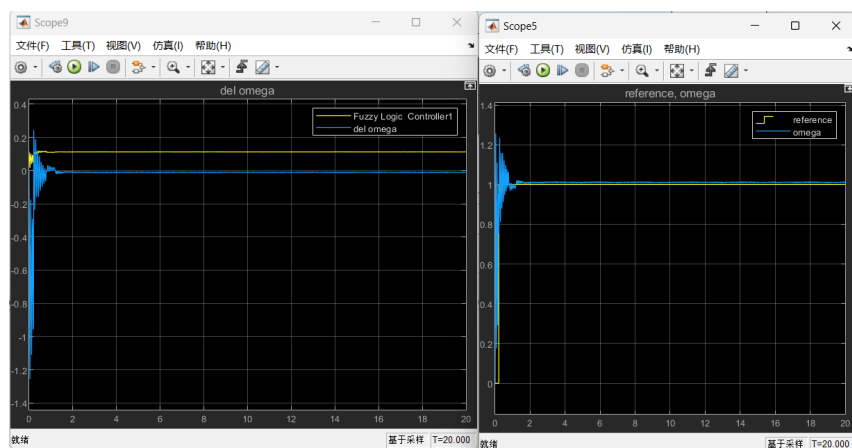 Scope9
文件(F) 工具(T) 视图(V) 仿真(I) 帮助(H)
del omega
Fuzzy Logic Controller1
del omega
0.4
0.2
0
-0.2
-0.4
-0.6
-0.8
-1
-1.2
-1.4
0 2 4 6 8 10 12 14 16 18 20
就绪
基于采样 T=20.000
Scope5
文件(F) 工具(T) 视图(V) 仿真(I) 帮助(H)
reference, omega
reference
omega
1.4
1.2
1
0.8
0.6
0.4
0.2
0
0 2 4 6 8 10 12 14 16 18 20
就绪
基于采样 T=20.000